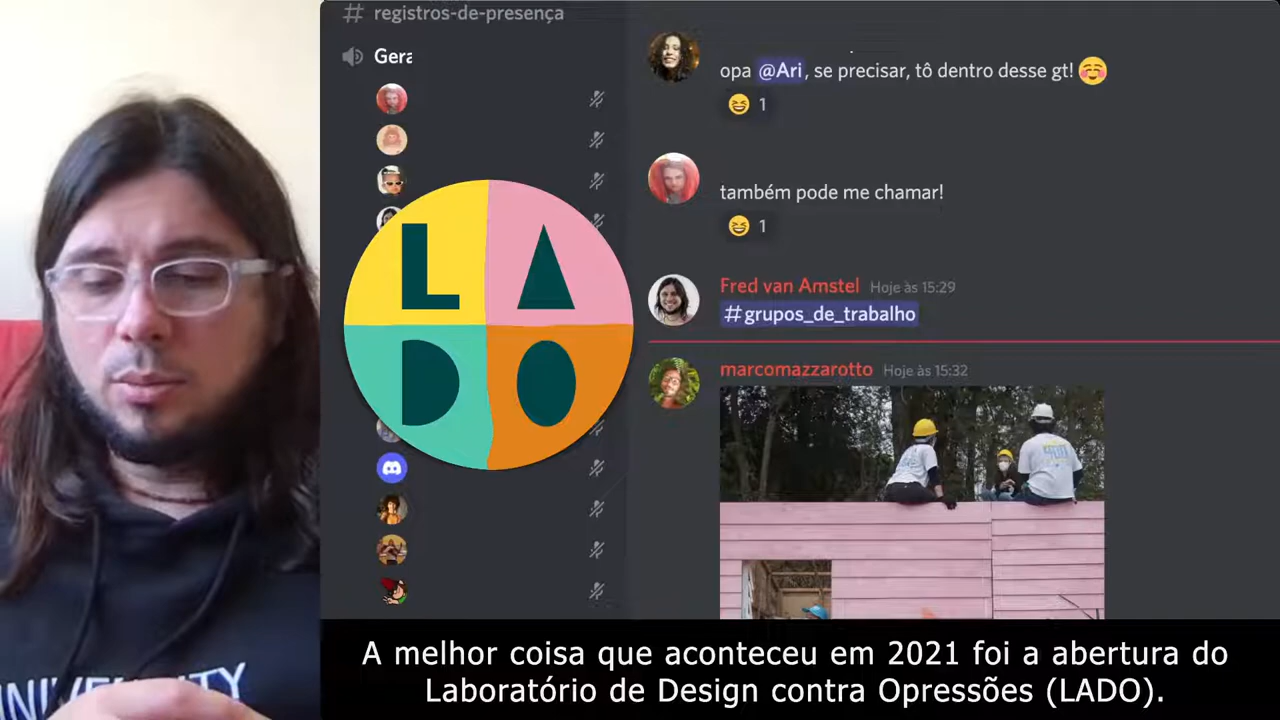 # registros-de-presença
Gera
opa @Ari, se precisar, tô dentro desse gt!
1
também pode me chamar!
1
Fred van Amstel Hoje às 15:29
#grupos_de_trabalho
marcomazzarotto Hoje às 15:32
L A
D O
A melhor coisa que aconteceu em 2021 foi a abertura do
Laboratório de Design contra Opressões (LADO).